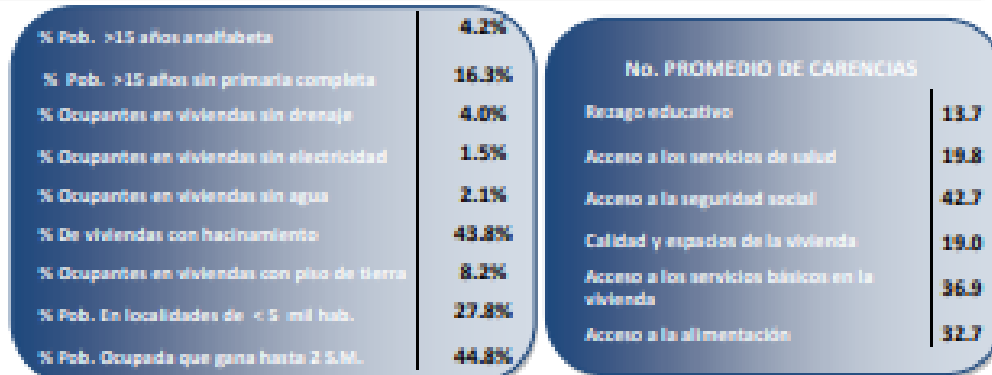 % Pob. >15 años analfabeta 4.2%
% Pob. >15 años sin primaria completa 16.3%
% Ocupantes en viviendas sin drenaje 4.0%
% Ocupantes en viviendas sin electricidad 1.5%
% Ocupantes en viviendas sin agua 2.1%
% De viviendas con hacinamiento 43.8%
% Ocupantes en viviendas con piso de tierra 8.2%
% Pob. En localidades de < 5 mil hab. 27.8%
% Pob. Ocupada que gana hasta 2 S.M. 44.8%
No. PROMEDIO DE CARENCIAS
Rezago educativo 13.7
Acceso a los servicios de salud 19.8
Acceso a la seguridad social 42.7
Calidad y espacios de la vivienda 19.0
Acceso a los servicios básicos en la
vivienda 36.9
Acceso a la alimentación 32.7